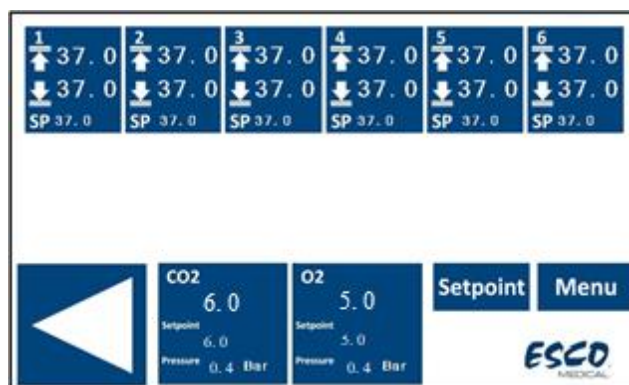 1 2 3 4 5 6
37.0 37.0 37.0 37.0 37.0 37.0
37.0 37.0 37.0 37.0 37.0 37.0
SP 37.0 SP 37.0 SP 37.0 SP 37.0 SP 37.0 SP 37.0
CO2
6.0
Setpoint
6.0
Pressure 0.4 Bar
O2
5.0
Setpoint
5.0
Pressure 0.4 Bar
Setpoint
Menu
ESCO
MEDICAL